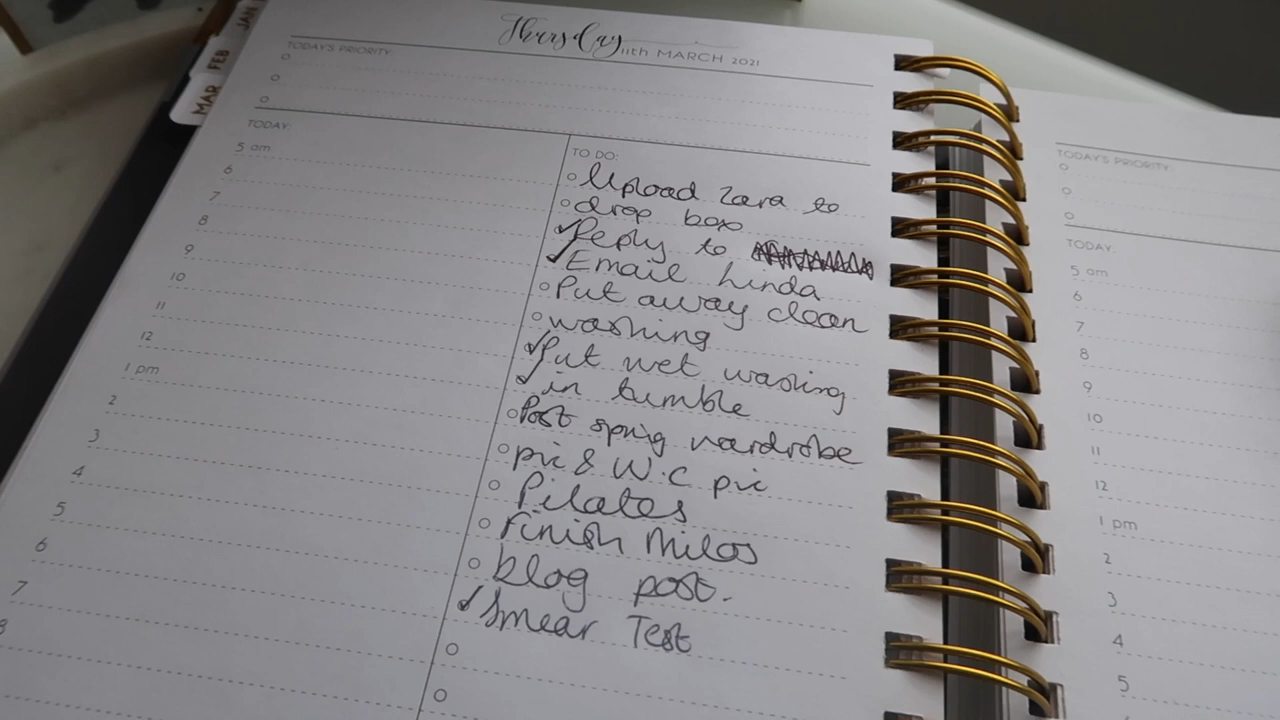 JAN
FEB
MAR
Thursday 11th MARCH 2021
TODAY'S PRIORITY:
TODAY:
5 am
6
7
8
9
10
11
12
1 pm
2
3
4
5
6
7
8
TO DO:
Upload Zara to
drop box
Reply to
Email Linda
Put away clean
washing
Put wet washing
in tumble
Post spring wardrobe
pic & W.C pic
Pilates
Finish Milos
blog post.
Smear Test
TODAY'S PRIORITY:
TODAY:
5 am
6
7
8
9
10
11
12
1 pm
2
3
4
5